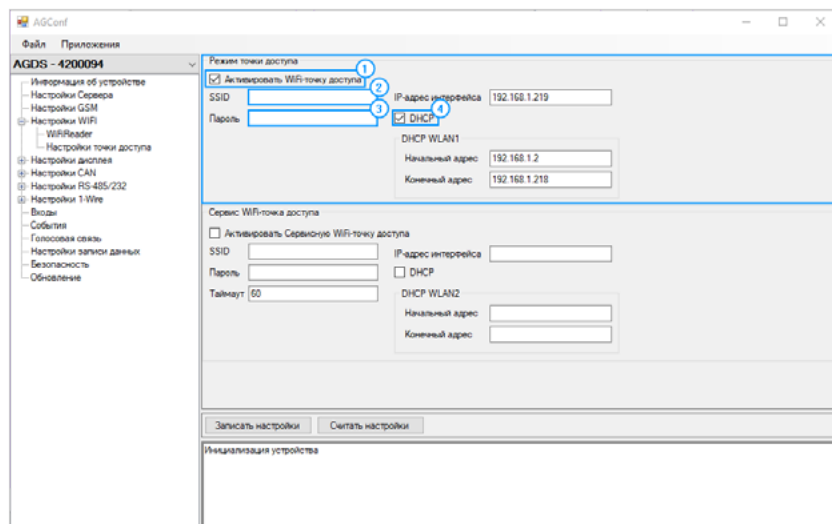 AGConf
Файл Приложения
AGDS - 4200094
Информация об устройстве
Настройки Сервера
Настройки GSM
Настройки WIFI
WiFiReader
Настройки точки доступа
Настройки дисплея
Настройки CAN
Настройки RS-485/232
Настройки 1-Wire
Входы
События
Голосовая связь
Настройки записи данных
Безопасность
Обновление
Режим точки доступа
Активировать WiFi-точку доступа 1
SSID 2 IP-адрес интерфейса 192.168.1.219
Пароль 3 DHCP 4
DHCP WLAN1
Начальный адрес 192.168.1.2
Конечный адрес 192.168.1.218
Сервис WiFi-точка доступа
Активировать Сервисную WiFi-точку доступа
SSID IP-адрес интерфейса
Пароль DHCP
Таймаут 60 DHCP WLAN2
Начальный адрес
Конечный адрес
Записать настройки Считать настройки
Инициализация устройства